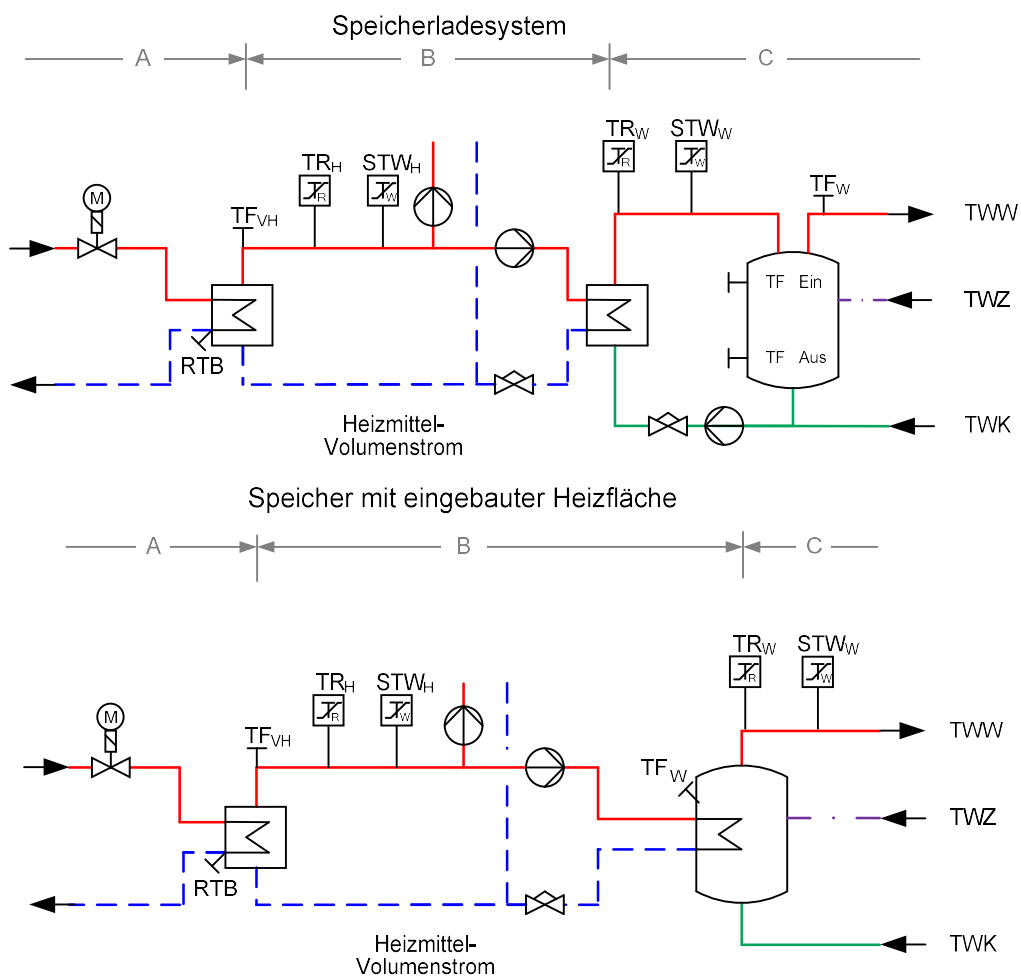 Speicherladesystem
A B C
TR_W STW_W
TR_H STW_H
T R T W
T R T W
M
TF_W
TWW
TF_VH
TF Ein
TWZ
RTB
TF Aus
Heizmittel-
Volumenstrom
TWK
Speicher mit eingebauter Heizfläche
A B C
TR_W STW_W
TR_H STW_H
T R T W
T R T W
M
TF_VH
TWW
TF_W
TWZ
RTB
Heizmittel-
Volumenstrom
TWK